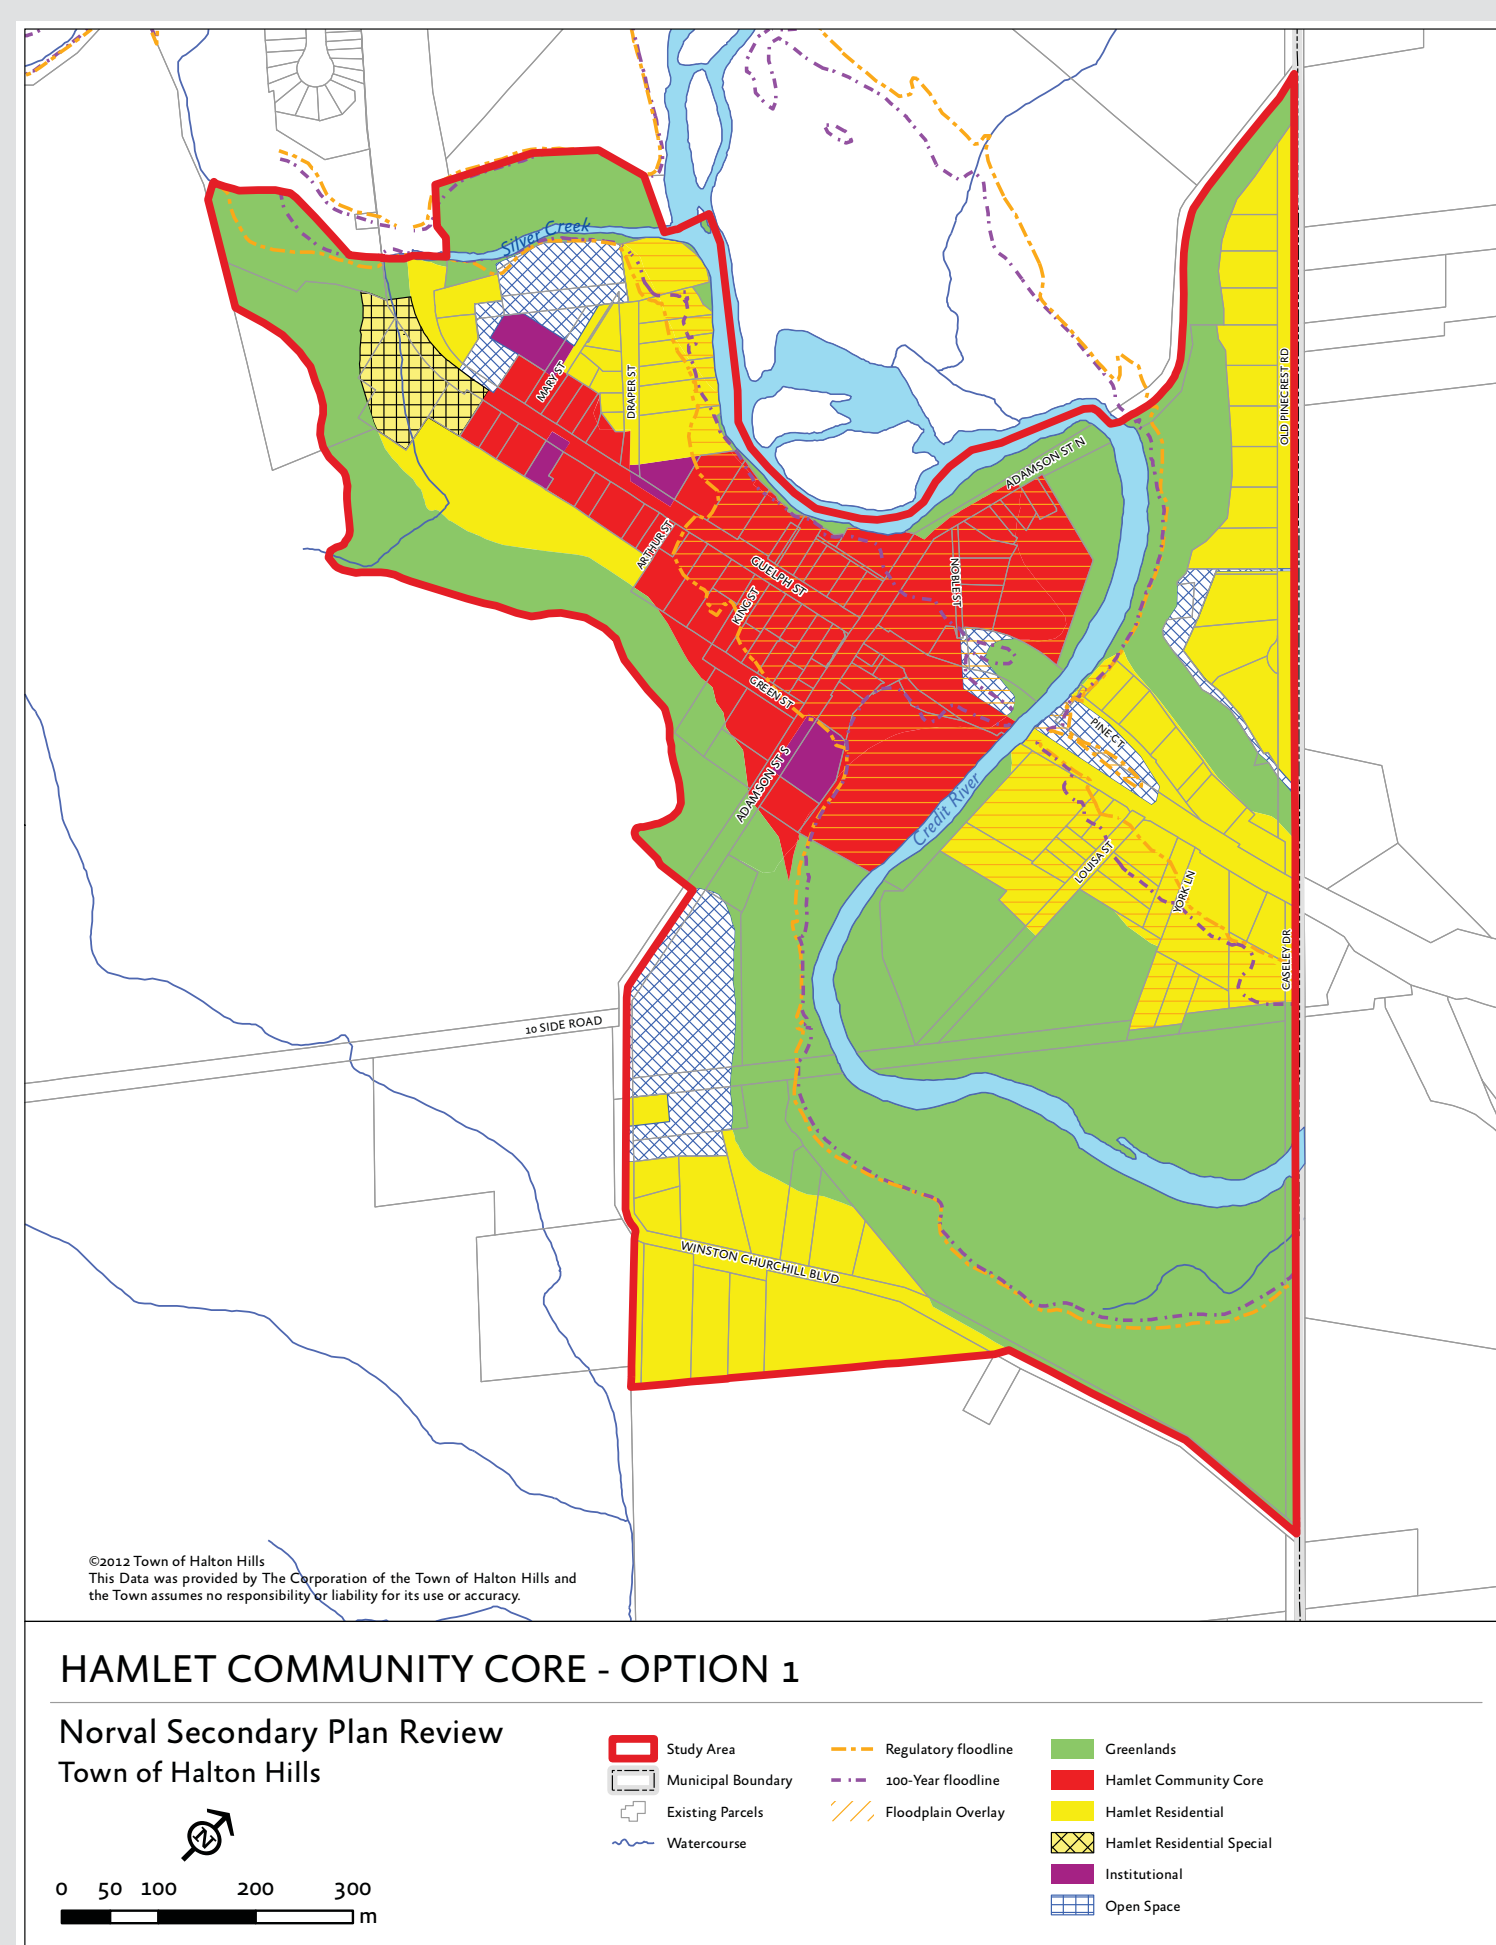 Silver Creek
MARY ST
DRAPER ST
OLD PINECREST RD
ADAMSON ST N
ARTHUR ST
GUELPH ST
KING ST
NOBLE ST
GREEN ST
PINE CT
ADAMSON ST S
Credit River
LOUISA ST
YORK LN
CASELEY DR
10 SIDE ROAD
WINSTON CHURCHILL BLVD
©2012 Town of Halton Hills
This Data was provided by The Corporation of the Town of Halton Hills and
the Town assumes no responsibility or liability for its use or accuracy.
HAMLET COMMUNITY CORE - OPTION 1
Norval Secondary Plan Review
Town of Halton Hills
N
0 50 100 200 300
m
Study Area
Municipal Boundary
Existing Parcels
Watercourse
Regulatory floodline
100-Year floodline
Floodplain Overlay
Greenlands
Hamlet Community Core
Hamlet Residential
Hamlet Residential Special
Institutional
Open Space